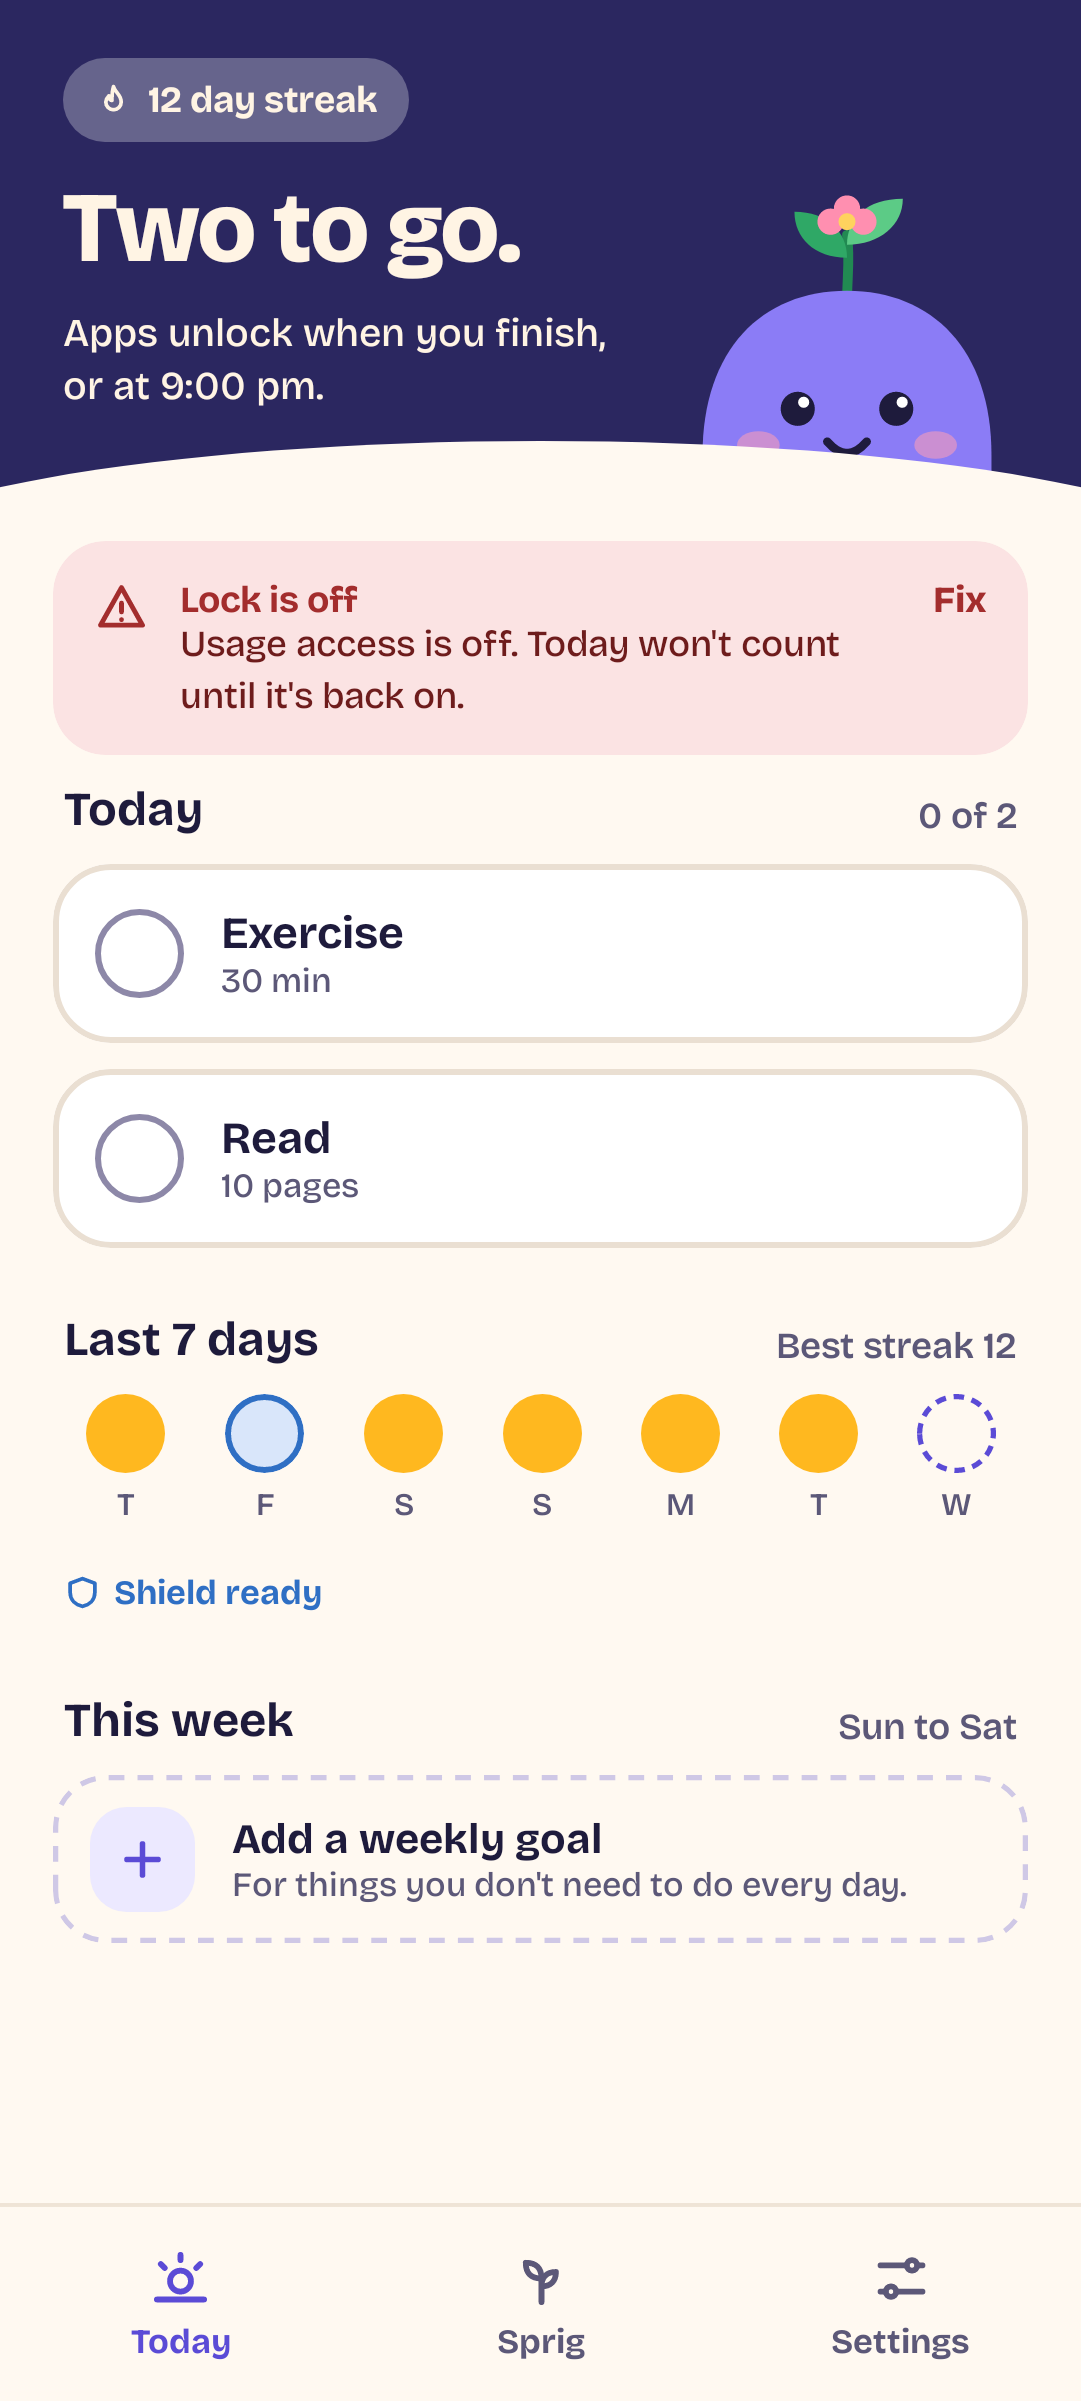 12 day streak
Two to go.
Apps unlock when you finish,
or at 9:00 pm.
Lock is off
Fix
Usage access is off. Today won't count
until it's back on.
Today
0 of 2
Exercise
30 min
Read
10 pages
Last 7 days
Best streak 12
T F S S M T W
Shield ready
This week
Sun to Sat
Add a weekly goal
For things you don't need to do every day.
Today
Sprig
Settings